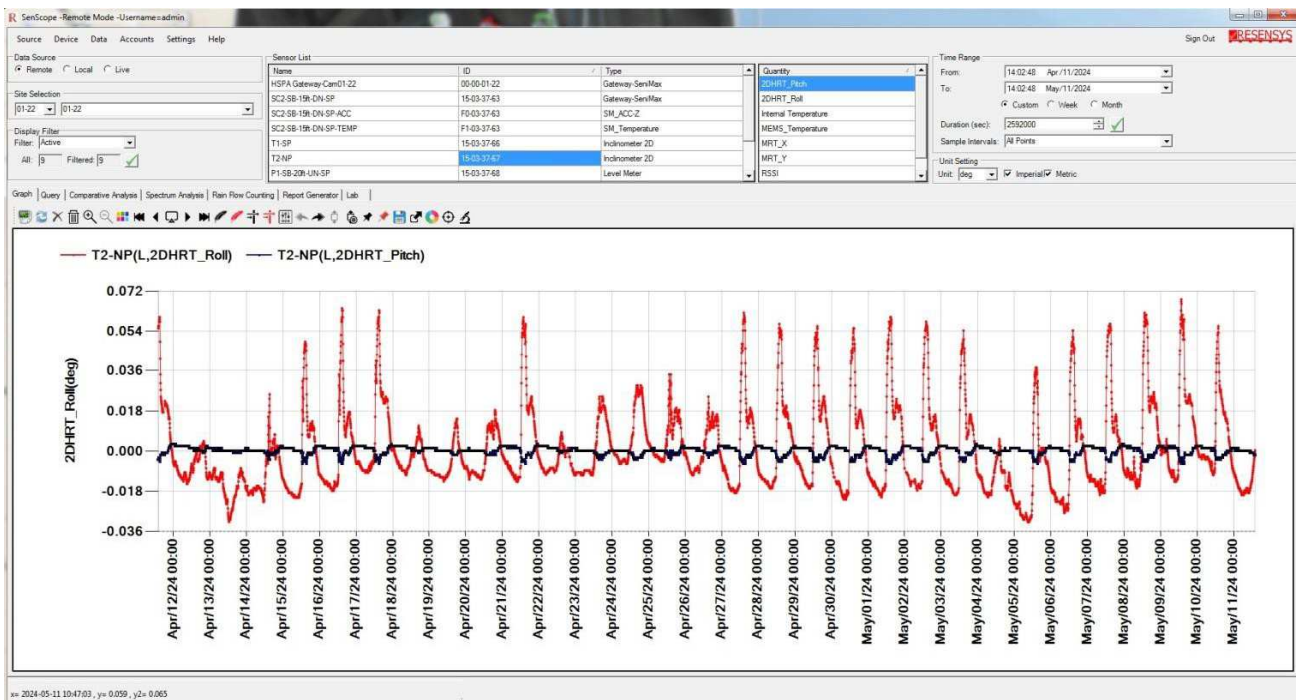 SenScope -Remote Mode -Username=admin
Source Device Data Accounts Settings Help
Sign Out RESENSYS
Data Source
Remote Local Live
Site Selection
01-22 01-22
Display Filter
Filter: Active
All: 9 Filtered: 9
Sensor List
Name ID Type
HSPA Gateway-Cam01-22 00-00-01-22 Gateway-SeniMax
SC2-SB-15ft-DN-SP 15-03-37-63 Gateway-SeniMax
SC2-SB-15ft-DN-SP-ACC F0-03-37-63 SM_ACC-Z
SC2-SB-15ft-DN-SP-TEMP F1-03-37-63 SM_Temperature
T1-SP 15-03-37-66 Inclinometer 2D
T2-NP 15-03-37-67 Inclinometer 2D
P1-SB-20ft-UN-SP 15-03-37-68 Level Meter
Quantity
2DHRT_Pitch
2DHRT_Roll
Internal Temperature
MEMS_Temperature
MRT_X
MRT_Y
RSSI
Time Range
From: 14:02:48 Apr/11/2024
To: 14:02:48 May/11/2024
Custom Week Month
Duration (sec): 2592000
Sample Intervals: All Points
Unit Setting
Unit: deg Imperial Metric
Graph Query Comparative Analysis Spectrum Analysis Rain Flow Counting Report Generator Lab
T2-NP(L,2DHRT_Roll) T2-NP(L,2DHRT_Pitch)
2DHRT_Roll(deg)
0.072
0.054
0.036
0.018
0.000
-0.018
-0.036
Apr/12/24 00:00
Apr/13/24 00:00
Apr/14/24 00:00
Apr/15/24 00:00
Apr/16/24 00:00
Apr/17/24 00:00
Apr/18/24 00:00
Apr/19/24 00:00
Apr/20/24 00:00
Apr/21/24 00:00
Apr/22/24 00:00
Apr/23/24 00:00
Apr/24/24 00:00
Apr/25/24 00:00
Apr/26/24 00:00
Apr/27/24 00:00
Apr/28/24 00:00
Apr/29/24 00:00
Apr/30/24 00:00
May/01/24 00:00
May/02/24 00:00
May/03/24 00:00
May/04/24 00:00
May/05/24 00:00
May/06/24 00:00
May/07/24 00:00
May/08/24 00:00
May/09/24 00:00
May/10/24 00:00
May/11/24 00:00
x= 2024-05-11 10:47:03 , y= 0.059 , y2= 0.065